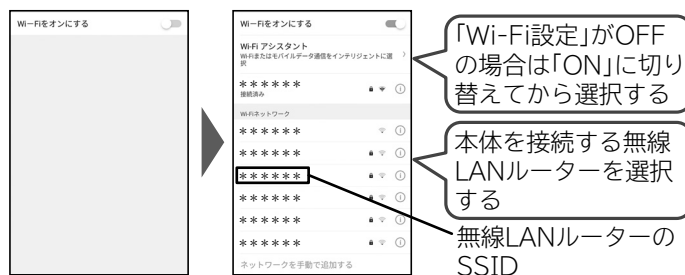 Wi-Fiをオンにする
Wi-Fiをオンにする
Wi-Fi アシスタント
Wi-Fiまたはモバイルデータ通信をインテリジェントに選
択
******
接続済み
Wi-Fiネットワーク
******
******
******
******
******
******
ネットワークを手動で追加する
「Wi-Fi設定」がOFF
の場合は「ON」に切り
替えてから選択する
本体を接続する無線
LANルーターを選択
する
無線LANルーターの
SSID